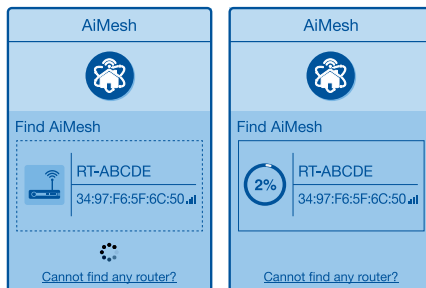 AiMesh
Find AiMesh
RT-ABCDE
34:97:F6:5F:6C:50
Cannot find any router?
AiMesh
Find AiMesh
2%
RT-ABCDE
34:97:F6:5F:6C:50
Cannot find any router?